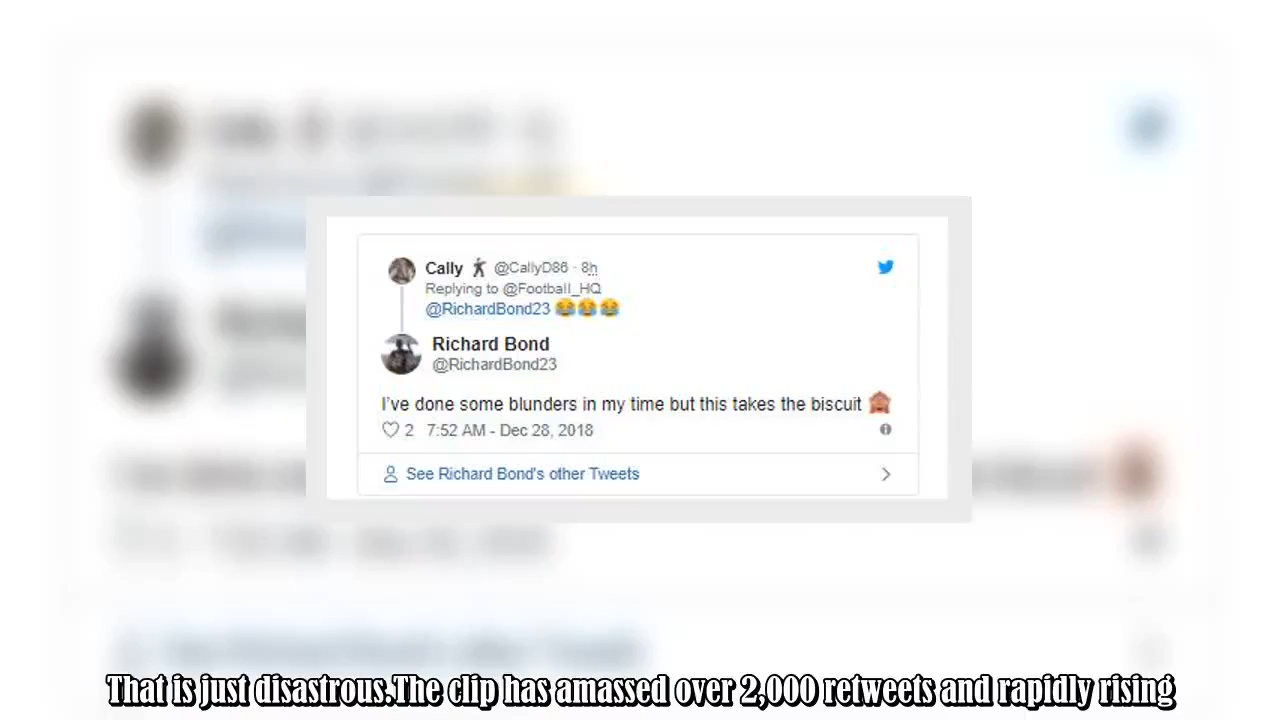 Cally @CallyD86 · 8h
Replying to @Football_HQ
@RichardBond23 😂😂😂
Richard Bond
@RichardBond23
I've done some blunders in my time but this takes the biscuit 🙈
2 7:52 AM - Dec 28, 2018
See Richard Bond's other Tweets
That is just disastrous.The clip has amassed over 2,000 retweets and rapidly rising